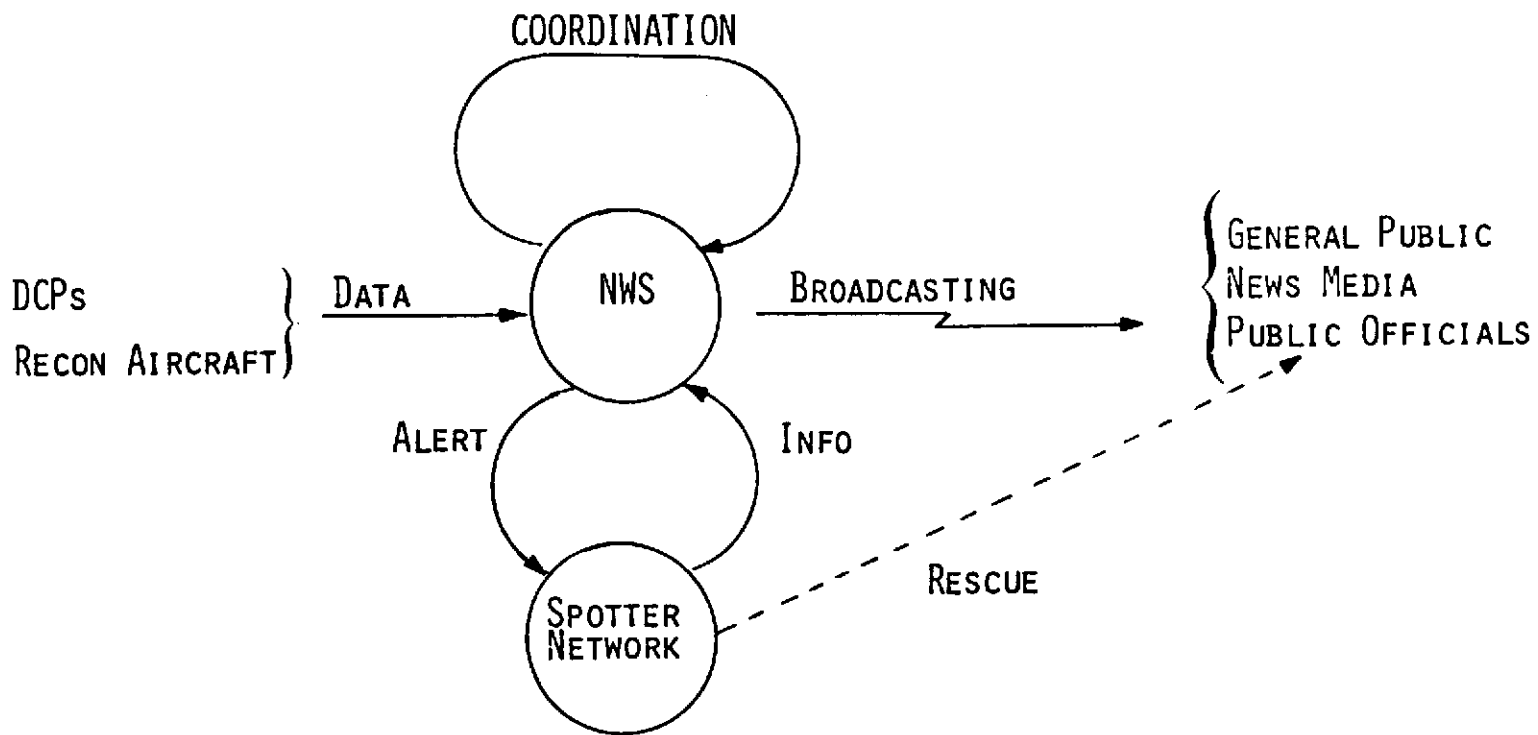 COORDINATION
DCPs
RECON AIRCRAFT
DATA
NWS
BROADCASTING
GENERAL PUBLIC
NEWS MEDIA
PUBLIC OFFICIALS
ALERT
INFO
SPOTTER
NETWORK
RESCUE